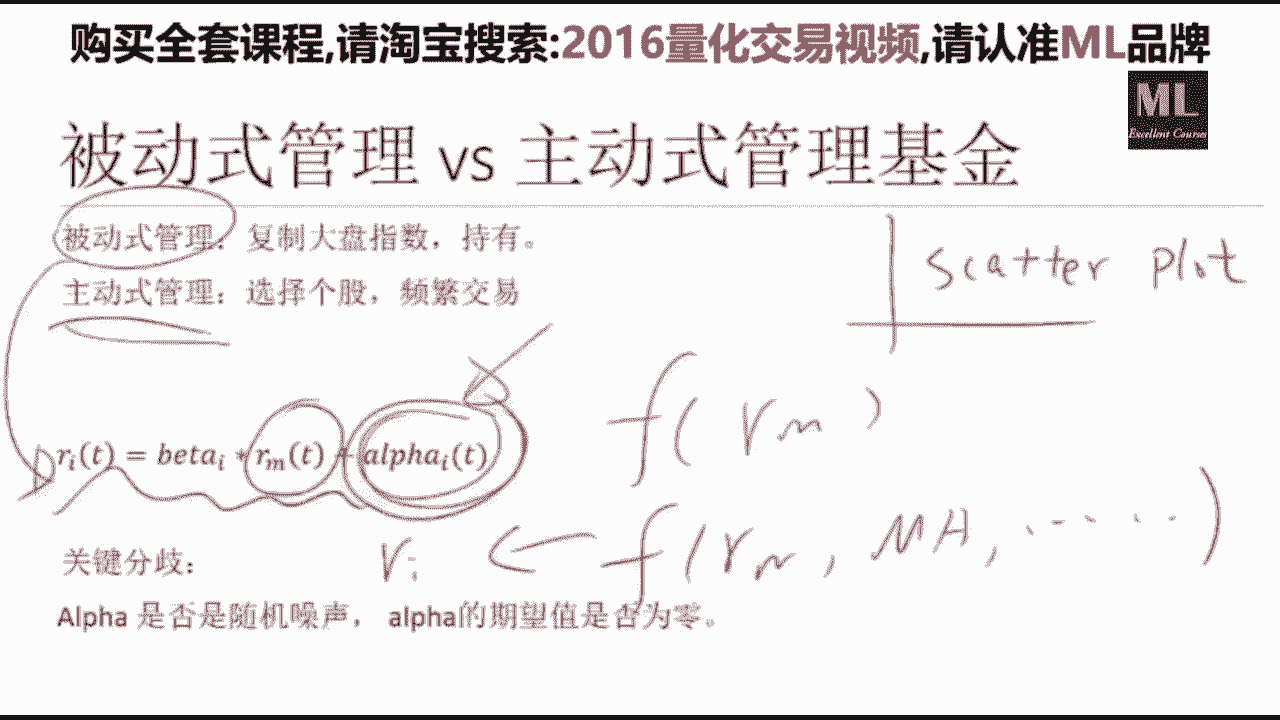 购买全套课程,请淘宝搜索:2016量化交易视频,请认准ML品牌
ML
Excellent Courses
被动式管理 vs 主动式管理基金
被动式管理：复制大盘指数，持有。
主动式管理：选择个股，频繁交易
scatter plot
r_i(t) = beta_i * r_m(t) + alpha_i(t)
f(rm)
ri ← f(rm, MA, ......)
关键分歧：
Alpha 是否是随机噪声， alpha的期望值是否为零。